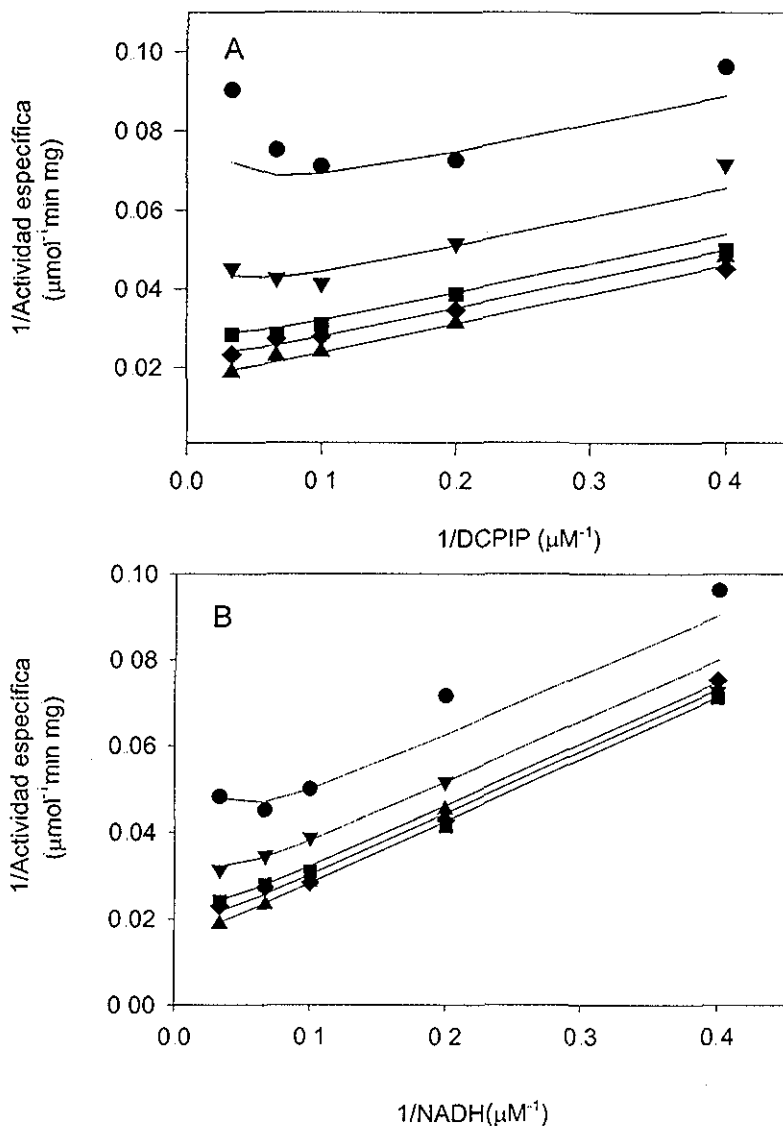 A
1/Actividad específica
(µmol⁻¹min mg)
0.10
0 08
0.06
0 04
0 02
0.0
0 1
0.2
0.3
0.4
1/DCPIP (µM⁻¹)
B
1/Actividad específica
(µmol⁻¹min mg)
0.10
0 08
0.06
0.04
0.02
0 00
0.0
0 1
0.2
0.3
0.4
1/NADH(µM⁻¹)